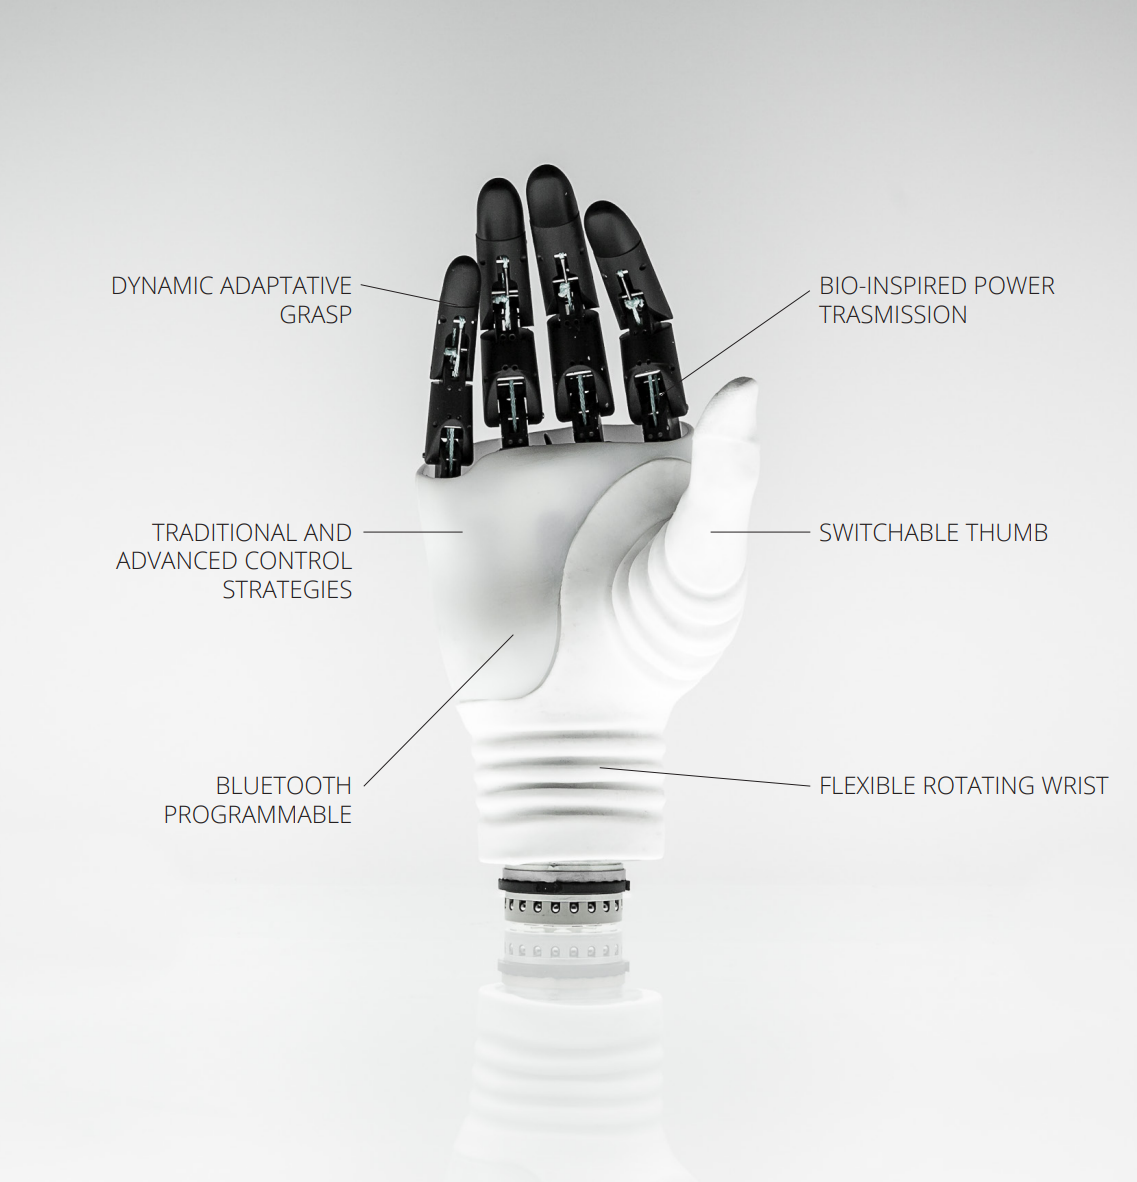 DYNAMIC ADAPTATIVE
GRASP
BIO-INSPIRED POWER
TRASMISSION
TRADITIONAL AND
ADVANCED CONTROL
STRATEGIES
SWITCHABLE THUMB
BLUETOOTH
PROGRAMMABLE
FLEXIBLE ROTATING WRIST